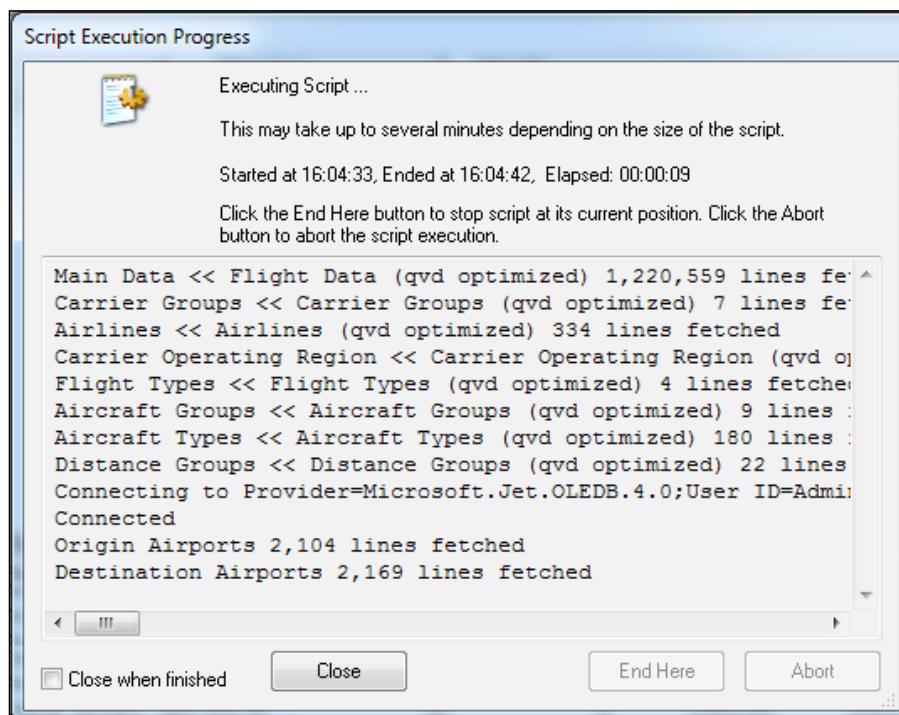 Script Execution Progress
Executing Script ...
This may take up to several minutes depending on the size of the script.
Started at 16:04:33, Ended at 16:04:42, Elapsed: 00:00:09
Click the End Here button to stop script at its current position. Click the Abort
button to abort the script execution.
Main Data << Flight Data (qvd optimized) 1,220,559 lines
Carrier Groups << Carrier Groups (qvd optimized) 7 lines
Airlines << Airlines (qvd optimized) 334 lines fetched
Carrier Operating Region << Carrier Operating Region (qvd
Flight Types << Flight Types (qvd optimized) 4 lines fetched
Aircraft Groups << Aircraft Groups (qvd optimized) 9 lines
Aircraft Types << Aircraft Types (qvd optimized) 180 lines
Distance Groups << Distance Groups (qvd optimized) 22 lines
Connecting to Provider=Microsoft.Jet.OLEDB.4.0;User ID=Admi
Connected
Origin Airports 2,104 lines fetched
Destination Airports 2,169 lines fetched
Close when finished
Close
End Here
Abort